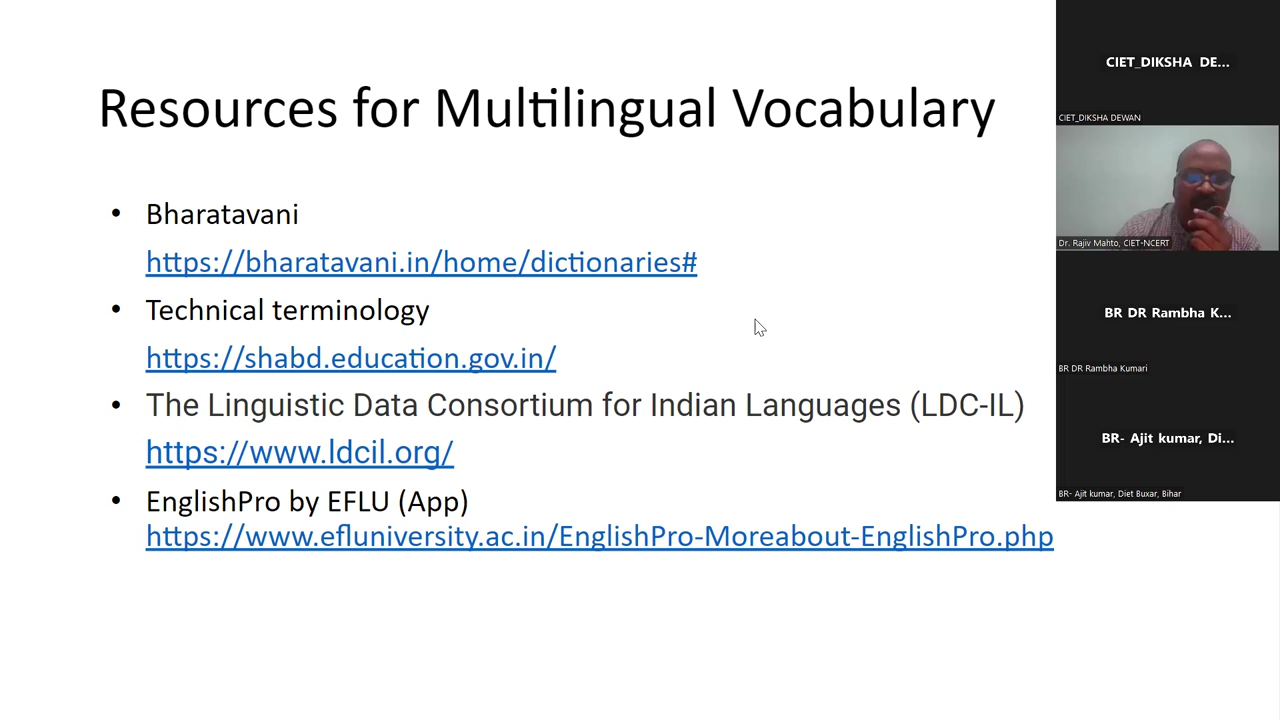 Resources for Multilingual Vocabulary
• Bharatavani
https://bharatavani.in/home/dictionaries#
• Technical terminology
https://shabd.education.gov.in/
• The Linguistic Data Consortium for Indian Languages (LDC-IL)
https://www.ldcil.org/
• EnglishPro by EFLU (App)
https://www.efluniversity.ac.in/EnglishPro-Moreabout-EnglishPro.php
CIET_DIKSHA DE...
CIET_DIKSHA DEWAN
Dr. Rajiv Mahto, CIET-NCERT
BR DR Rambha K...
BR DR Rambha Kumari
BR- Ajit kumar, Di...
BR- Ajit kumar, Diet Buxar, Bihar